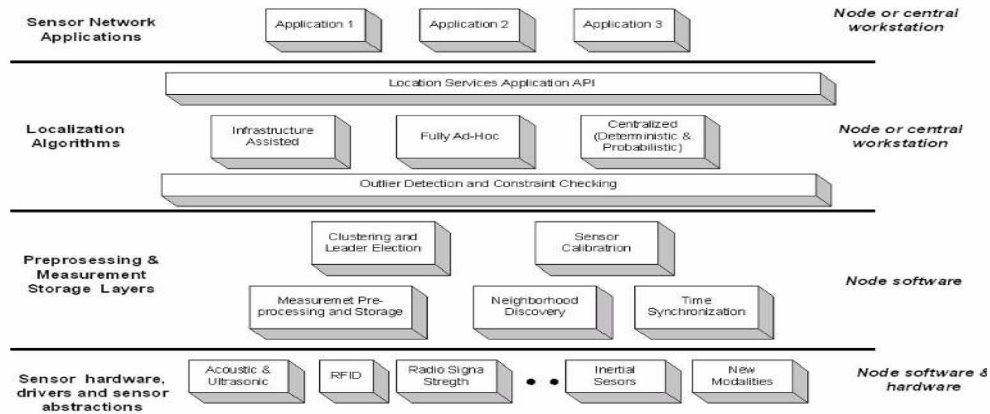 Sensor Network
Applications
Application 1
Application 2
Application 3
Node or central
workstation
Location Services Application API
Localization
Algorithms
Infrastructure
Assisted
Fully Ad-Hoc
Centralized
(Deterministic &
Probabilistic)
Node or central
workstation
Outlier Detection and Constraint Checking
Preprosessing &
Measurement
Storage Layers
Clustering and
Leader Election
Sensor
Calibratrion
Measuremet Pre-
processing and Storage
Neighborhood
Discovery
Time
Synchronization
Node software
Sensor hardware,
drivers and sensor
abstractions
Acoustic &
Ultrasonic
RFID
Radio Signa
Stregth
Inertial
Sesors
New
Modalities
Node software &
hardware